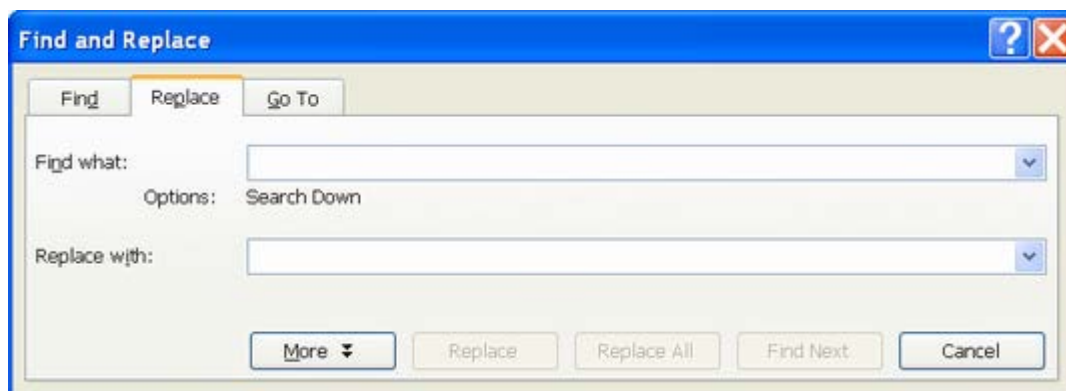 Find and Replace
Find Replace Go To
Find what:
Options: Search Down
Replace with:
More Replace Replace All Find Next Cancel